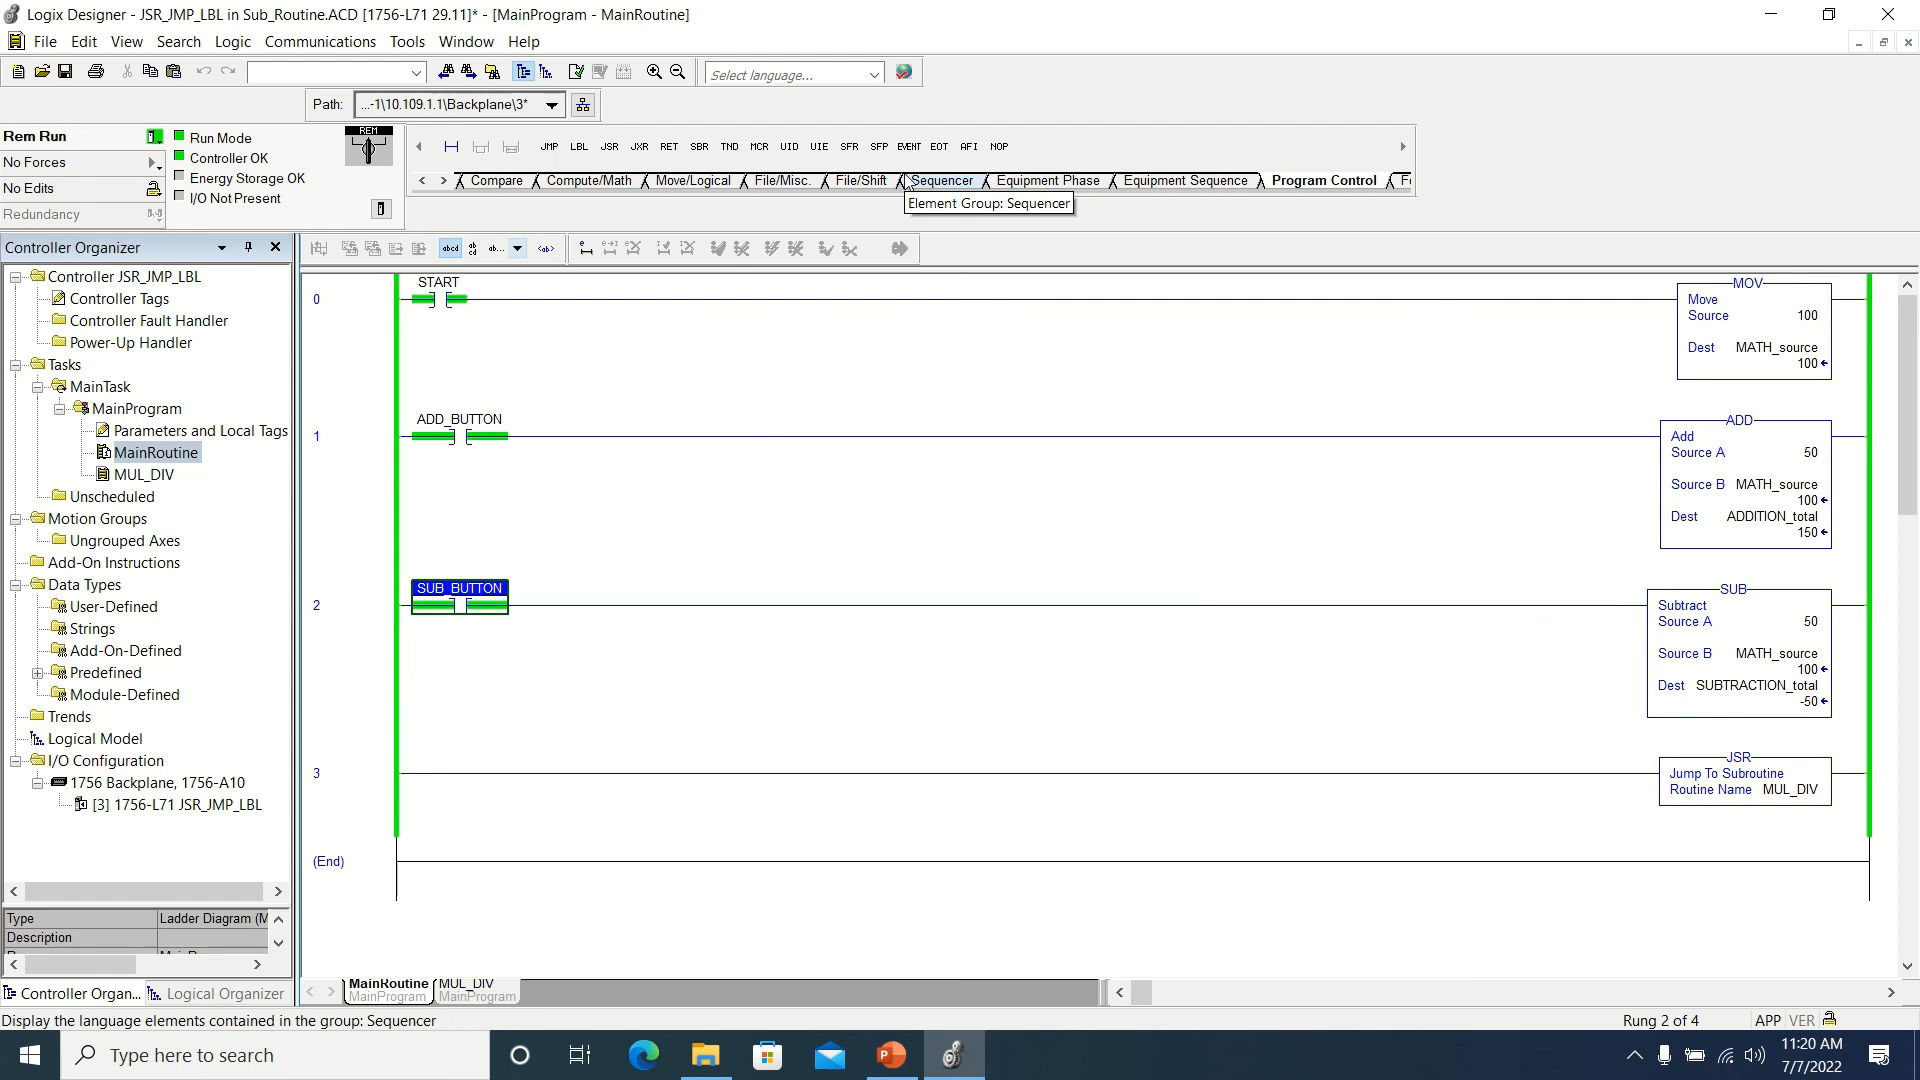 Logix Designer - JSR_JMP_LBL in Sub_Routine.ACD [1756-L71 29.11]* - [MainProgram - MainRoutine]
File Edit View Search Logic Communications Tools Window Help
Select language...
Path: ...-1\10.109.1.1\Backplane\3*
Rem Run
No Forces
No Edits
Redundancy
Run Mode
Controller OK
Energy Storage OK
I/O Not Present
REM
JMP LBL JSR JXR RET SBR TND MCR UID UIE SFR SFP EVENT EOT AFI NOP
Compare Compute/Math Move/Logical File/Misc. File/Shift Sequencer Equipment Phase Equipment Sequence Program Control
Element Group: Sequencer
Controller Organizer
Controller JSR_JMP_LBL
Controller Tags
Controller Fault Handler
Power-Up Handler
Tasks
MainTask
MainProgram
Parameters and Local Tags
MainRoutine
MUL_DIV
Unscheduled
Motion Groups
Ungrouped Axes
Add-On Instructions
Data Types
User-Defined
Strings
Add-On-Defined
Predefined
Module-Defined
Trends
Logical Model
I/O Configuration
1756 Backplane, 1756-A10
[3] 1756-L71 JSR_JMP_LBL
Type Ladder Diagram (M
Description
Controller Organ... Logical Organizer
0
START
MOV
Move
Source 100
Dest MATH_source
100
1
ADD_BUTTON
ADD
Add
Source A 50
Source B MATH_source
100
Dest ADDITION_total
150
2
SUB_BUTTON
SUB
Subtract
Source A 50
Source B MATH_source
100
Dest SUBTRACTION_total
-50
3
JSR
Jump To Subroutine
Routine Name MUL_DIV
(End)
MainRoutine MUL_DIV
MainProgram MainProgram
Display the language elements contained in the group: Sequencer
Rung 2 of 4 APP VER
Type here to search
11:20 AM
7/7/2022